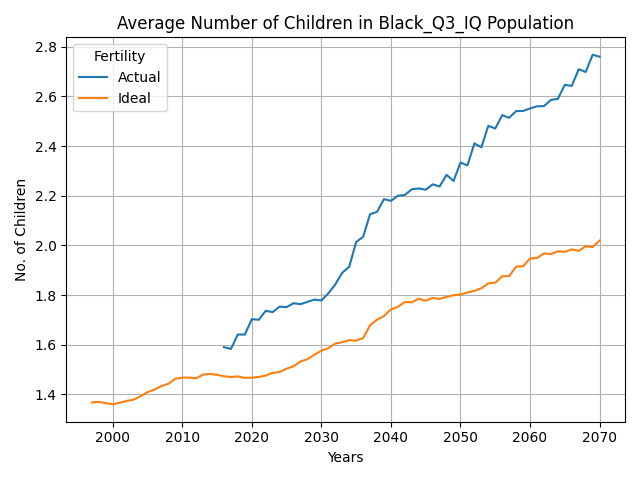 Average Number of Children in Black_Q3_IQ Population
Fertility
Actual
Ideal
No. of Children
2.8
2.6
2.4
2.2
2.0
1.8
1.6
1.4
2000 2010 2020 2030 2040 2050 2060 2070
Years